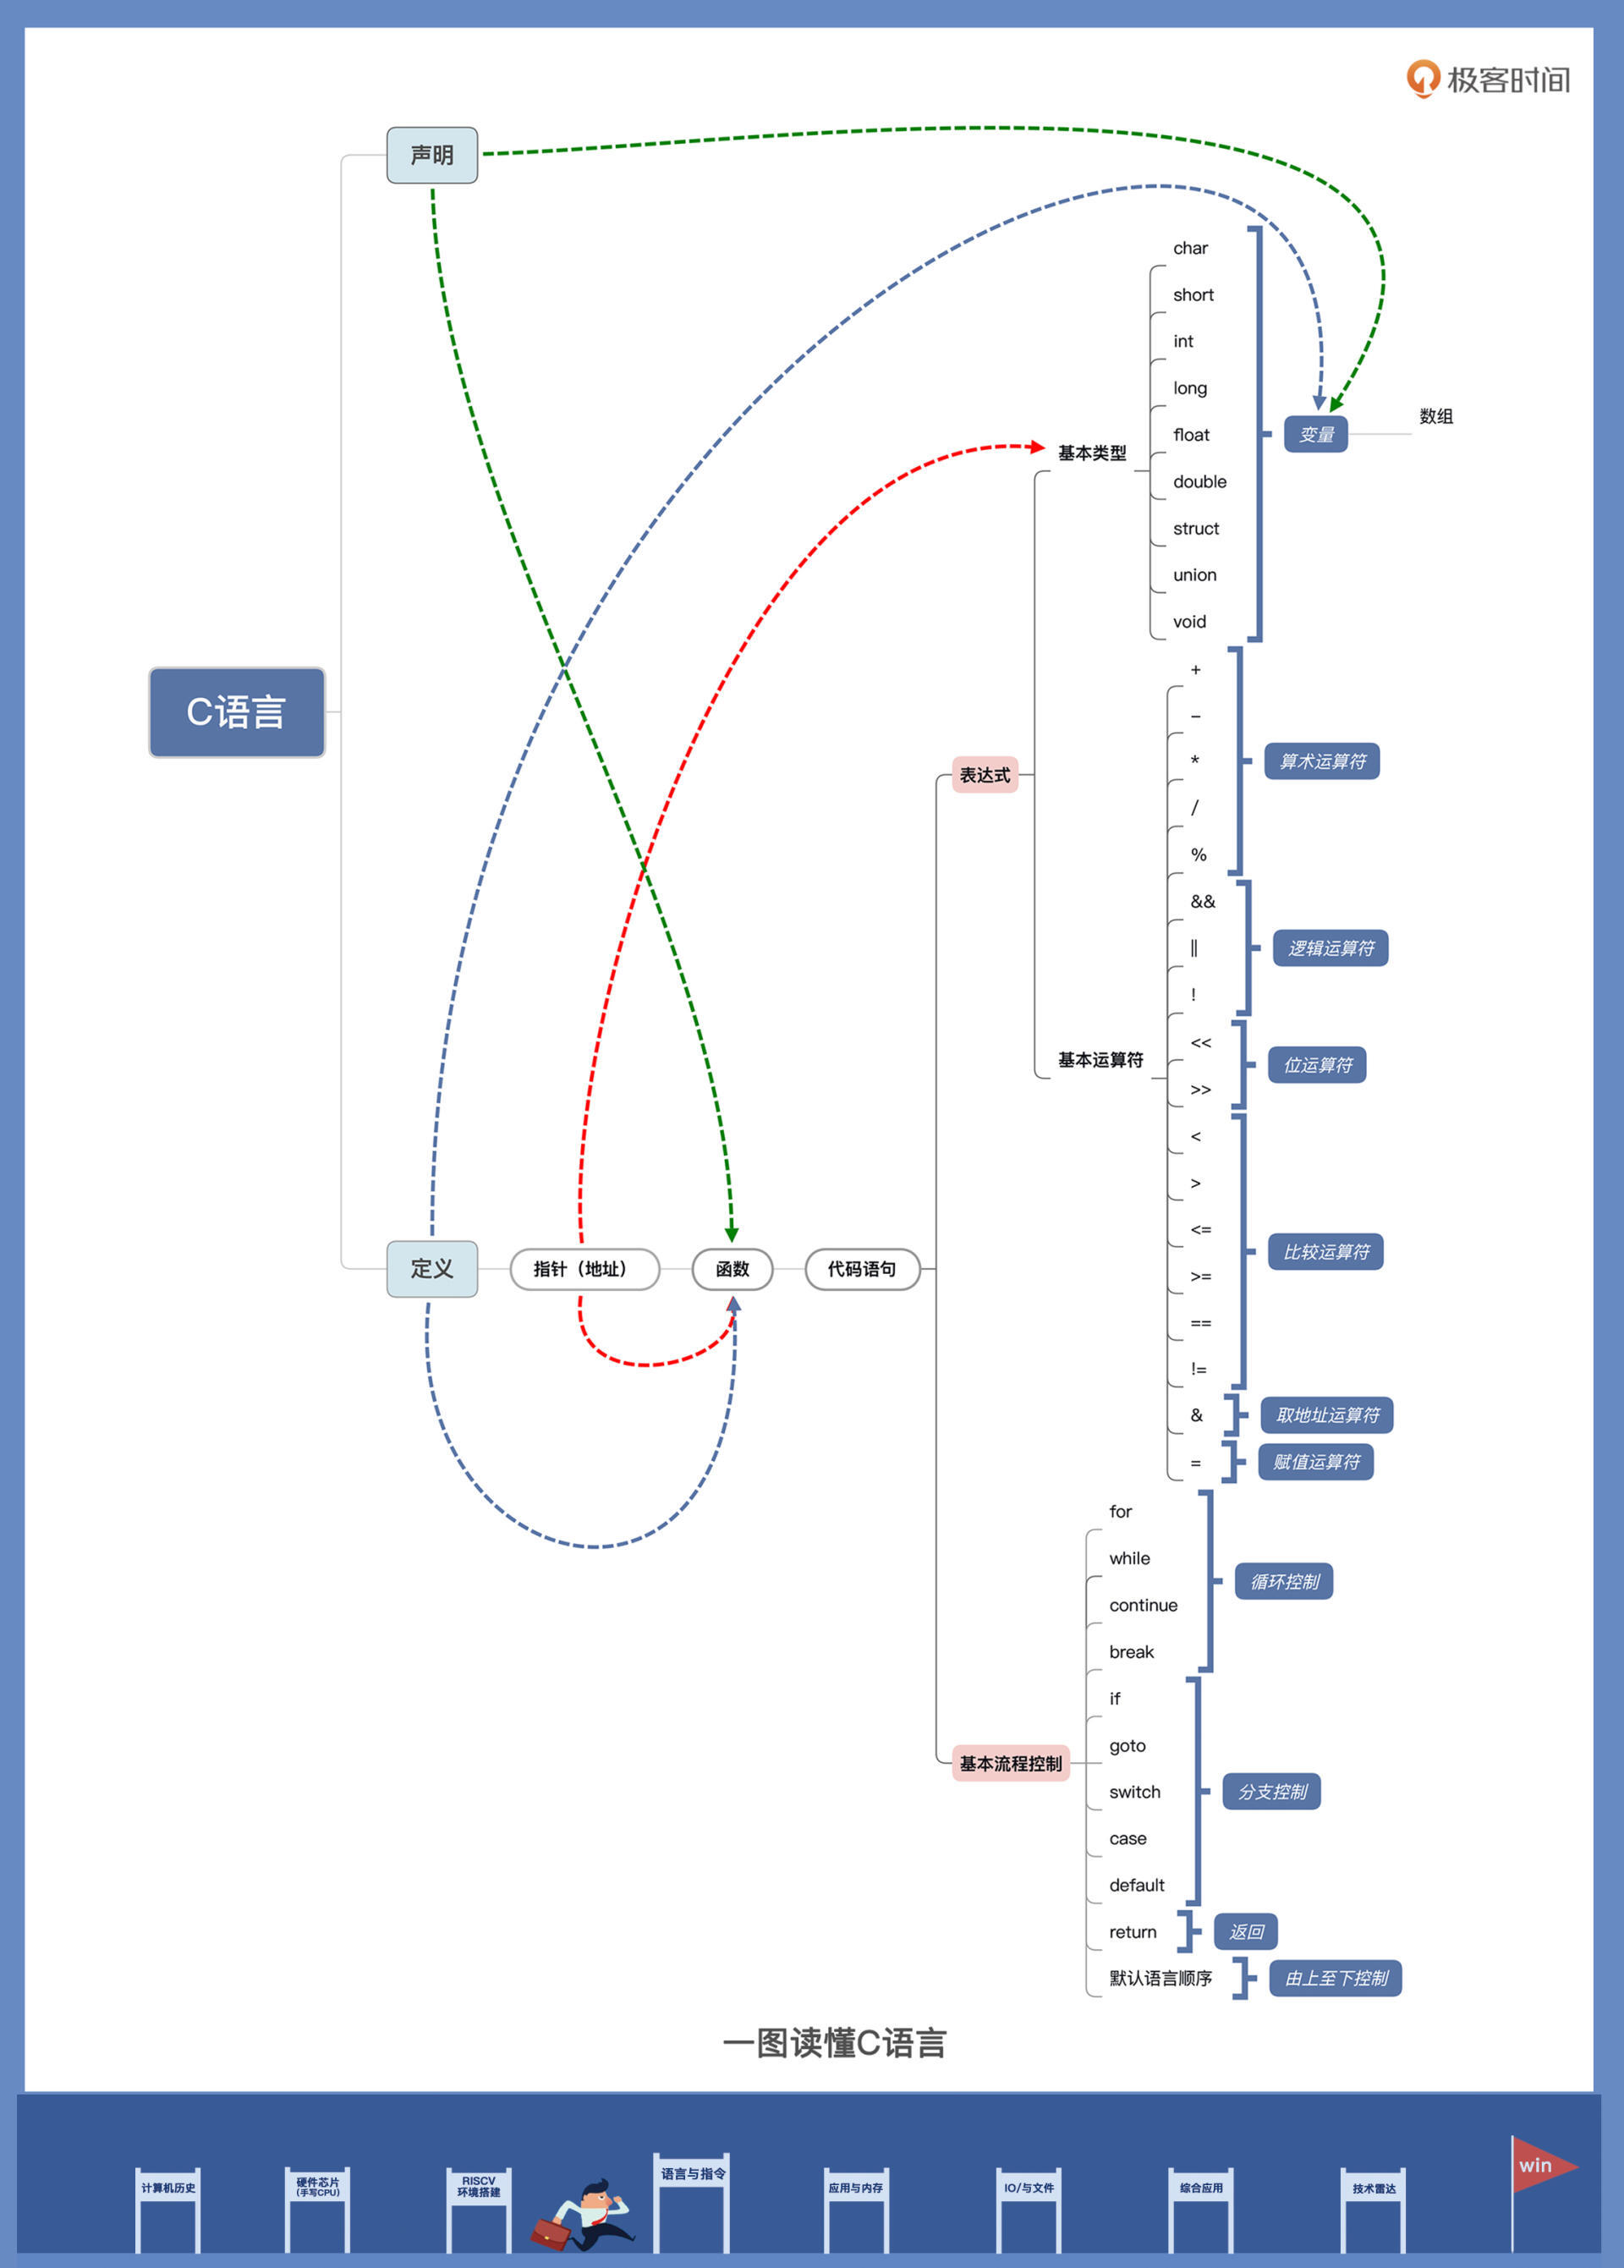 极客时间
声明
char
short
int
long
float
double
struct
union
void
基本类型
变量
数组
C语言
+
-
*
/
%
算术运算符
表达式
&&
||
!
逻辑运算符
基本运算符
<<
>>
位运算符
<
>
<=
>=
==
!=
比较运算符
定义
指针（地址）
函数
代码语句
&
取地址运算符
=
赋值运算符
for
while
continue
break
循环控制
if
goto
switch
case
default
分支控制
基本流程控制
return
返回
默认语言顺序
由上至下控制
一图读懂C语言
计算机历史
硬件芯片
(手写CPU)
RISCV
环境搭建
语言与指令
应用与内存
IO/与文件
综合应用
技术雷达
win